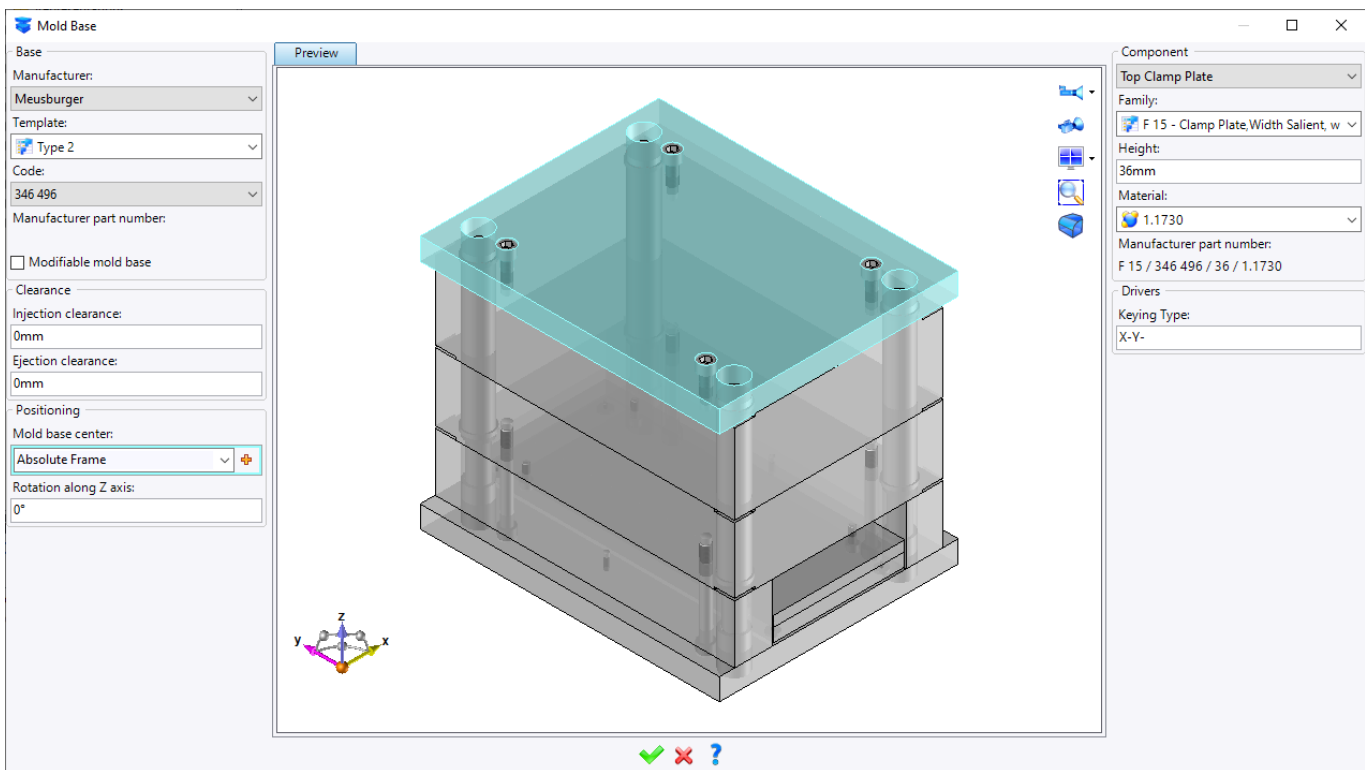 Mold Base
Base
Manufacturer:
Meusburger
Template:
Type 2
Code:
346 496
Manufacturer part number:
Modifiable mold base
Clearance
Injection clearance:
0mm
Ejection clearance:
0mm
Positioning
Mold base center:
Absolute Frame
Rotation along Z axis:
0°
Preview
z
y
x
Component
Top Clamp Plate
Family:
F 15 - Clamp Plate,Width Salient, w
Height:
36mm
Material:
1.1730
Manufacturer part number:
F 15 / 346 496 / 36 / 1.1730
Drivers
Keying Type:
X-Y-
?